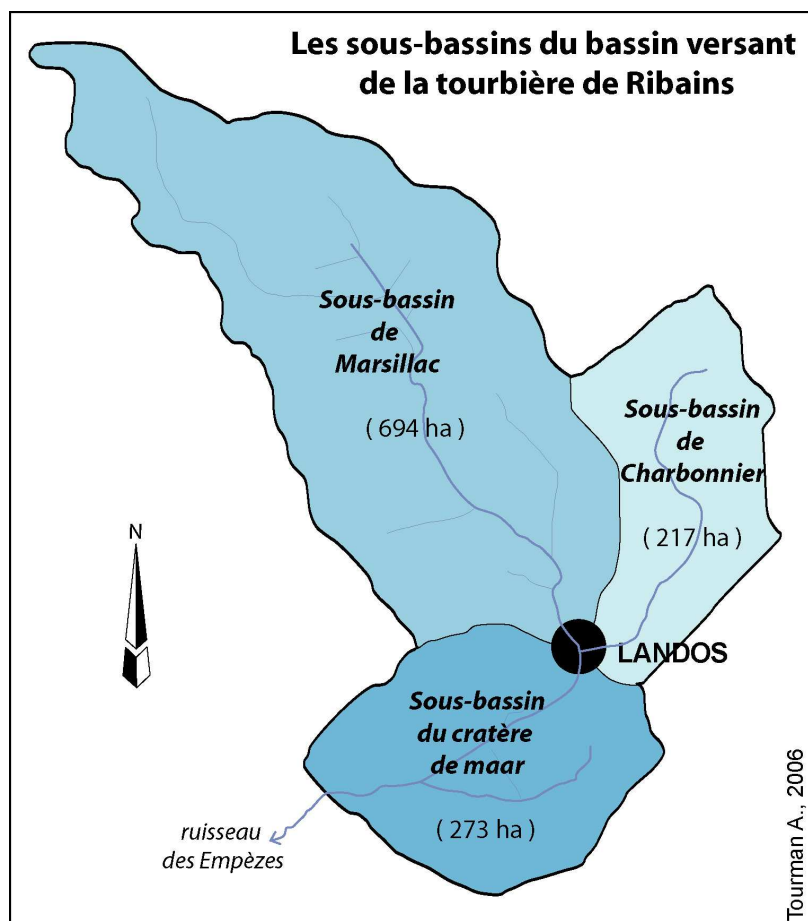 Les sous-bassins du bassin versant
de la tourbière de Ribains
Sous-bassin
de
Marsillac
( 694 ha )
Sous-bassin
de
Charbonnier
( 217 ha )
N
LANDOS
Sous-bassin
du cratère
de maar
( 273 ha )
ruisseau
des Empèzes
Tourman A., 2006